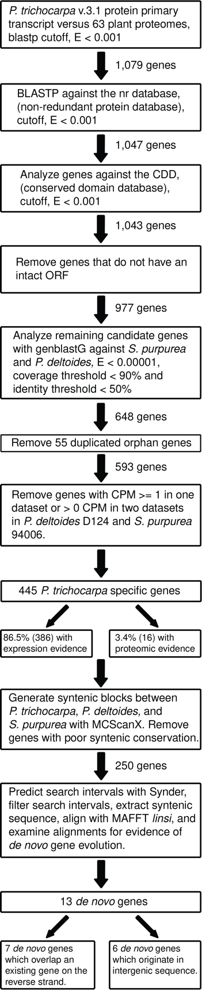 P. trichocarpa v.3.1 protein primary
transcript versus 63 plant proteomes,
blastp cutoff, E < 0.001
1,079 genes
BLASTP against the nr database,
(non-redundant protein database),
cutoff, E < 0.001
1,047 genes
Analyze genes against the CDD,
(conserved domain database),
cutoff, E < 0.001
1,043 genes
Remove genes that do not have an
intact ORF
977 genes
Analyze remaining candidate genes
with genblastG against S. purpurea
and P. deltoides, E < 0.00001,
coverage threshold < 90% and
identity threshold < 50%
648 genes
Remove 55 duplicated orphan genes
593 genes
Remove genes with CPM >= 1 in one
dataset or > 0 CPM in two datasets
in P. deltoides D124 and S. purpurea
94006.
445 P. trichocarpa specific genes
86.5% (386) with
expression evidence
3.4% (16) with
proteomic evidence
Generate syntenic blocks between
P. trichocarpa, P. deltoides, and
S. purpurea with MCScanX. Remove
genes with poor syntenic conservation.
250 genes
Predict search intervals with Synder,
filter search intervals, extract syntenic
sequence, align with MAFFT linsi, and
examine alignments for evidence of
de novo gene evolution.
13 de novo genes
7 de novo genes
which overlap an
existing gene on the
reverse strand.
6 de novo genes
which originate in
intergenic sequence.